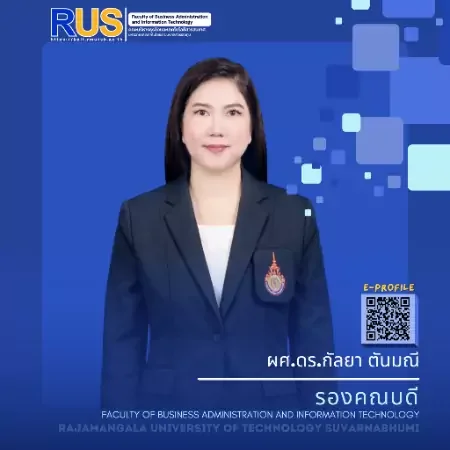 RUS
Faculty of Business Administration
and Information Technology
E-PROFILE
ผศ.ดร.กัลยา ตันมณี
รองคณบดี
FACULTY OF BUSINESS ADMINISTRATION AND INFORMATION TECHNOLOGY
RAJAMANGALA UNIVERSITY OF TECHNOLOGY SUVARNABHUMI